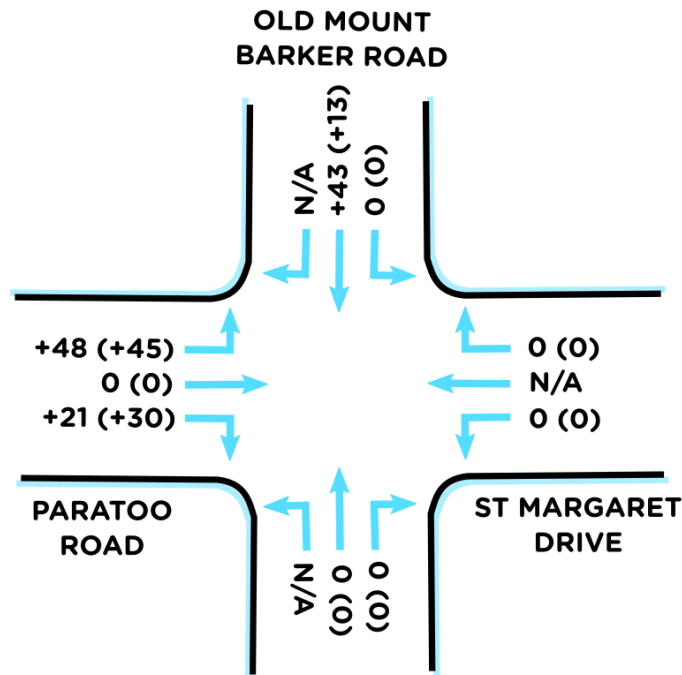 OLD MOUNT
BARKER ROAD
N/A
+43 (+13)
0 (0)
+48 (+45)
0 (0)
+21 (+30)
0 (0)
N/A
0 (0)
PARATOO
ROAD
ST MARGARET
DRIVE
N/A
0 (0)
0 (0)